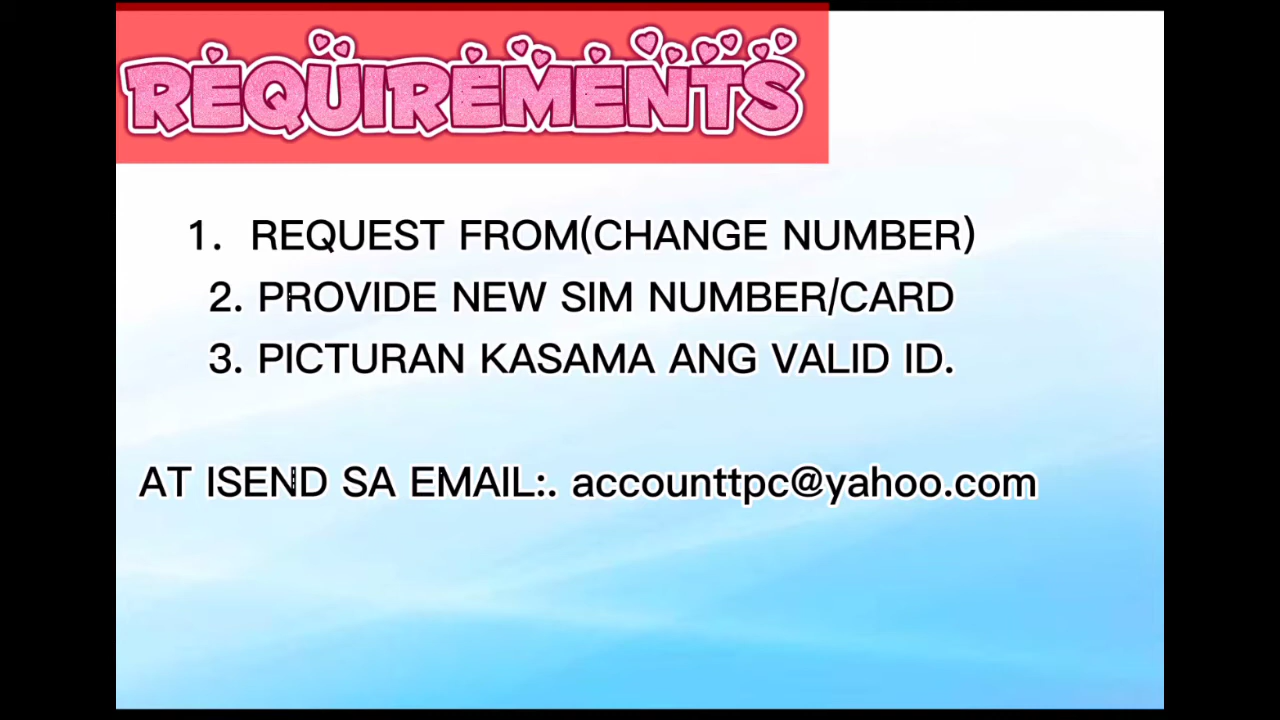 REQUIREMENTS
1. REQUEST FROM(CHANGE NUMBER)
2. PROVIDE NEW SIM NUMBER/CARD
3. PICTURAN KASAMA ANG VALID ID.
AT ISEND SA EMAIL:. accounttpc@yahoo.com